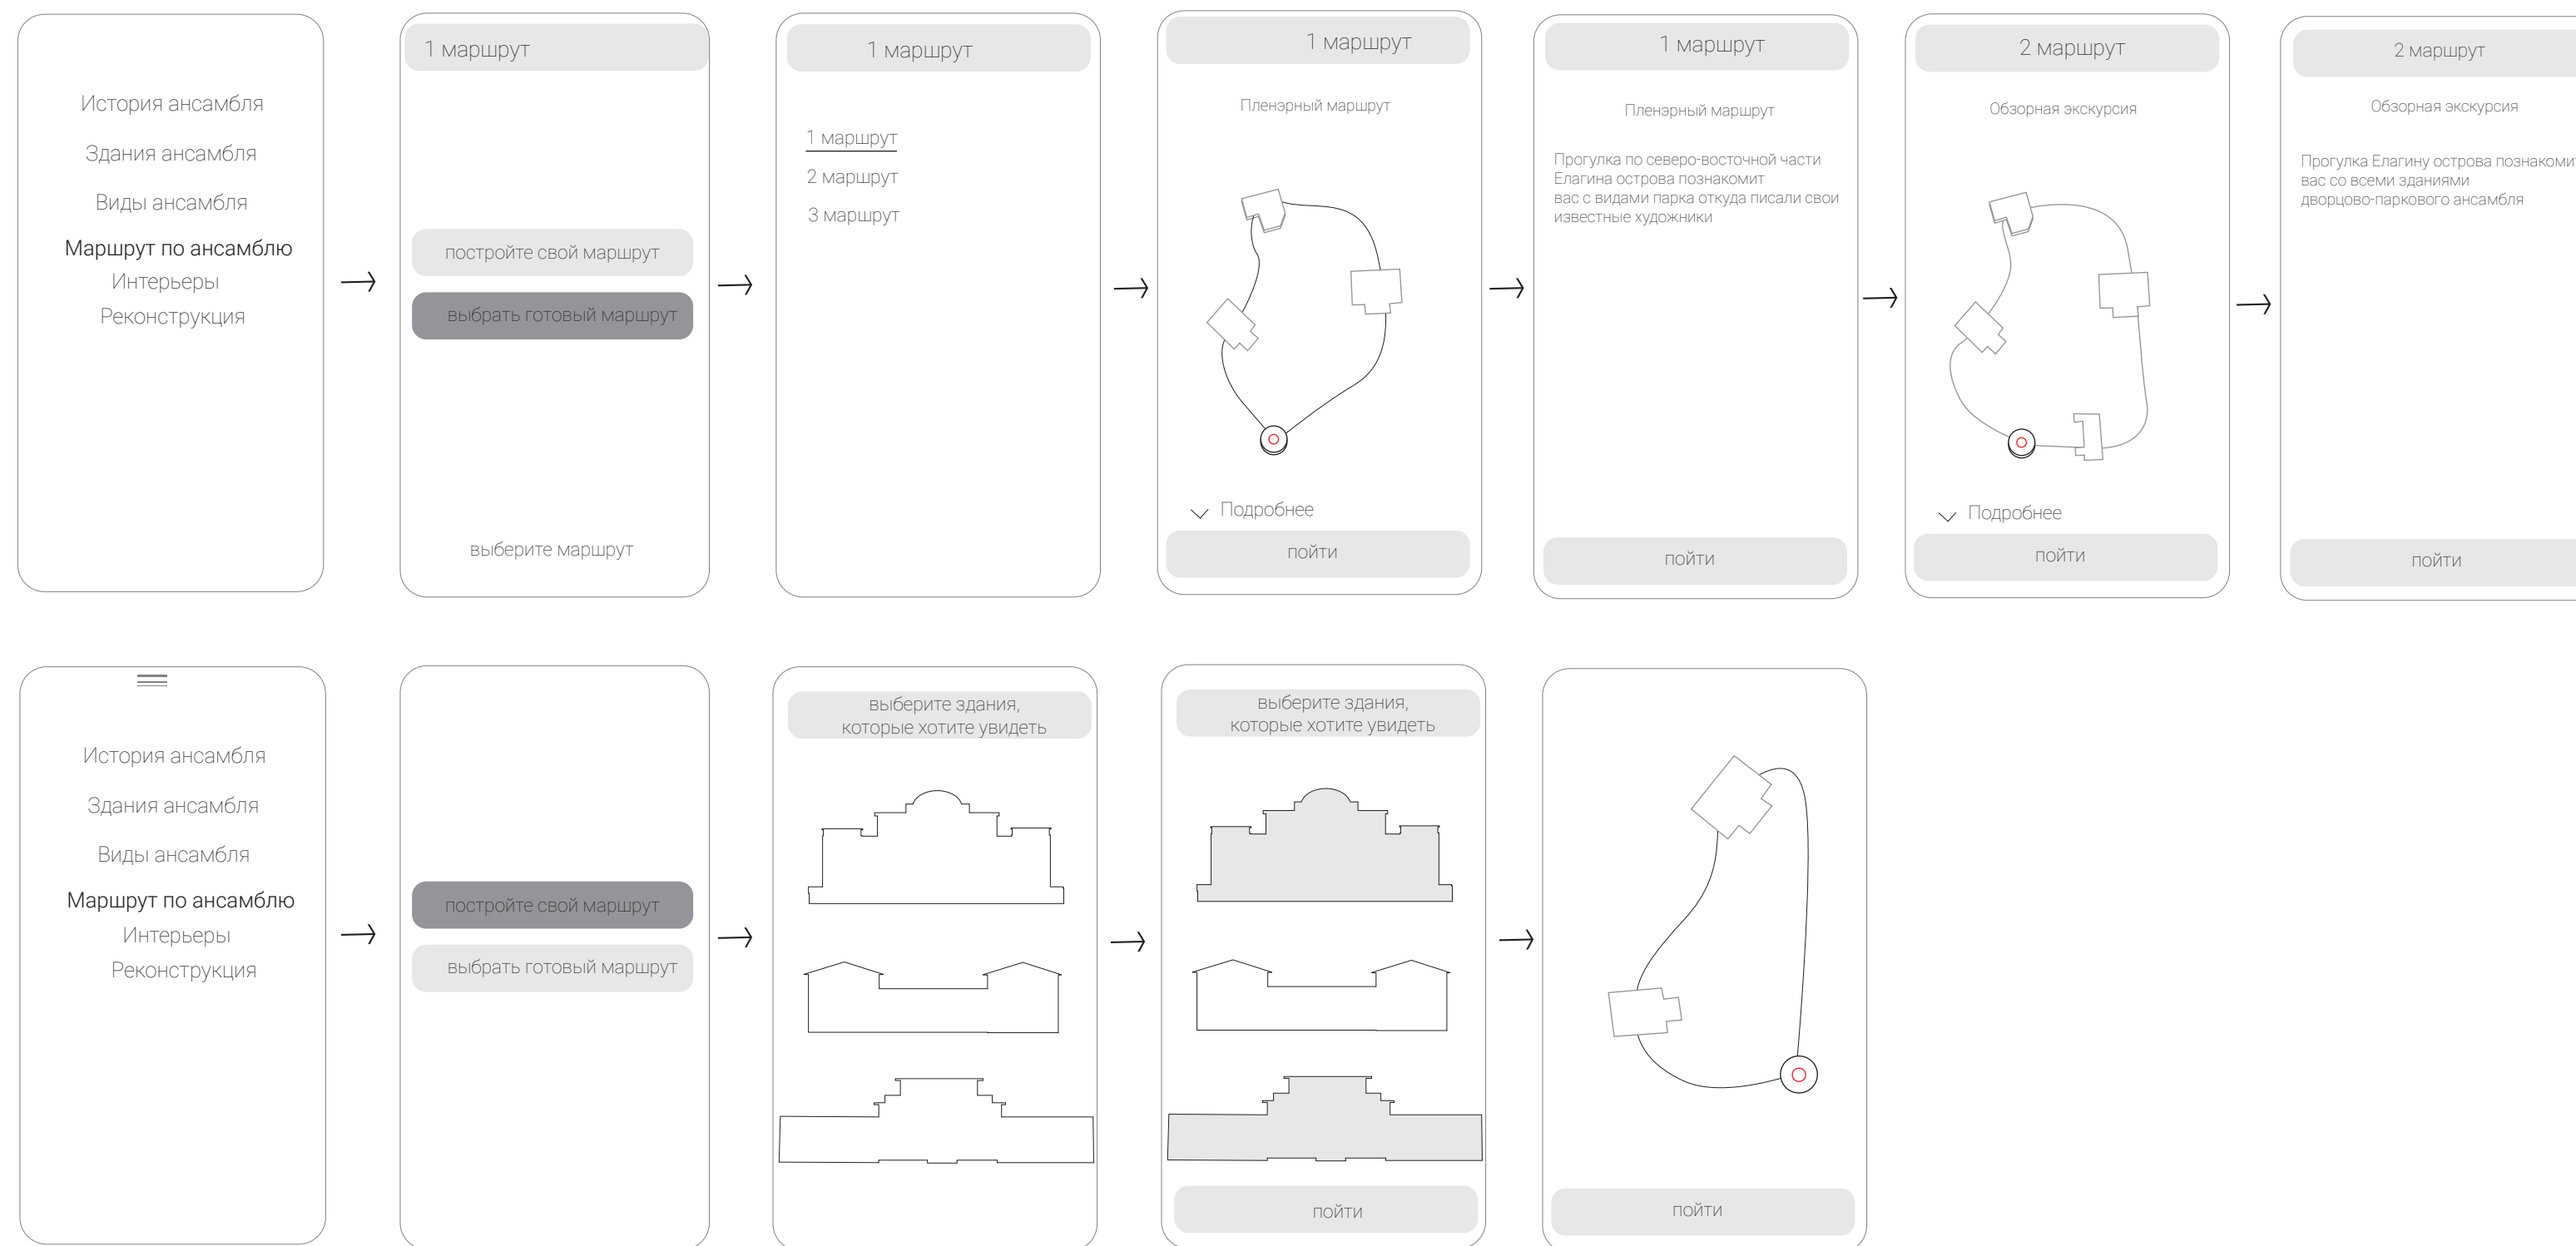 История ансамбля
Здания ансамбля
Виды ансамбля
Маршрут по ансамблю
Интерьеры
Реконструкция
1 маршрут
постройте свой маршрут
выбрать готовый маршрут
выберите маршрут
1 маршрут
1 маршрут
2 маршрут
3 маршрут
1 маршрут
Пленэрный маршрут
Подробнее
пойти
1 маршрут
Пленэрный маршрут
Прогулка по северо-восточной части
Елагина острова познакомит
вас с видами парка откуда писали свои
известные художники
пойти
2 маршрут
Обзорная экскурсия
Подробнее
пойти
2 маршрут
Обзорная экскурсия
Прогулка Елагину острова познакомит
вас со всеми зданиями
дворцово-паркового ансамбля
пойти
История ансамбля
Здания ансамбля
Виды ансамбля
Маршрут по ансамблю
Интерьеры
Реконструкция
постройте свой маршрут
выбрать готовый маршрут
выберите здания,
которые хотите увидеть
выберите здания,
которые хотите увидеть
пойти
пойти